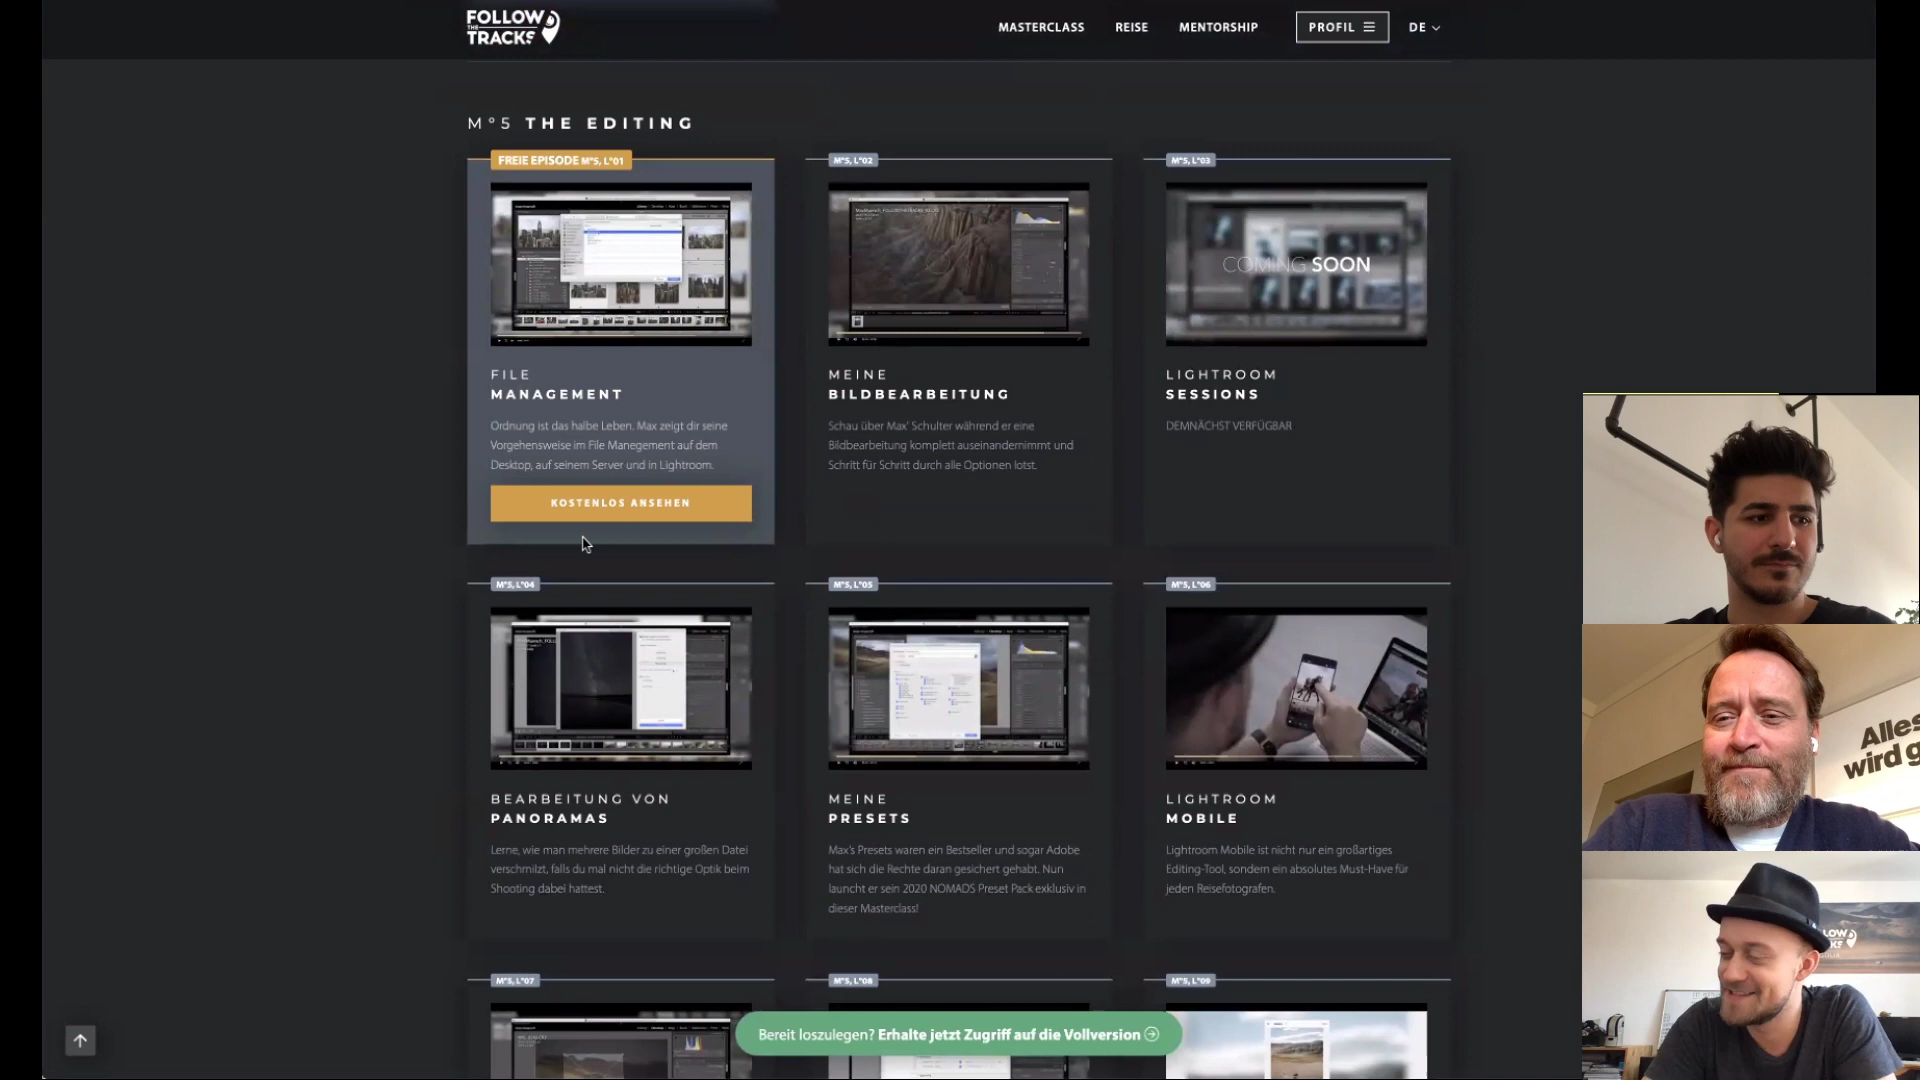 FOLLOW
THE
TRACKS
MASTERCLASS
REISE
MENTORSHIP
PROFIL
DE
M°5 THE EDITING
FREIE EPISODE M°5, L°01
M°5, L°02
M°5, L°03
COMING SOON
FILE
MANAGEMENT
MEINE
BILDBEARBEITUNG
LIGHTROOM
SESSIONS
Ordnung ist das halbe Leben. Max zeigt dir seine
Vorgehensweise im File Manegement auf dem
Desktop, auf seinem Server und in Lightroom.
Schau über Max' Schulter während er eine
Bildbearbeitung komplett auseinandernimmt und
Schritt für Schritt durch alle Optionen lotst.
DEMNÄCHST VERFÜGBAR
KOSTENLOS ANSEHEN
M°5, L°04
M°5, L°05
M°5, L°06
BEARBEITUNG VON
PANORAMAS
MEINE
PRESETS
LIGHTROOM
MOBILE
Lerne, wie man mehrere Bilder zu einer großen Datei
verschmilzt, falls du mal nicht die richtige Optik beim
Shooting dabei hattest.
Max's Presets waren ein Bestseller und sogar Adobe
hat sich die Rechte daran gesichert gehabt. Nun
launcht er sein 2020 NOMADS Preset Pack exklusiv in
dieser Masterclass!
Lightroom Mobile ist nicht nur ein großartiges
Editing-Tool, sondern ein absolutes Must-Have für
jeden Reisefotografen.
M°5, L°07
M°5, L°08
M°5, L°09
Bereit loszulegen? Erhalte jetzt Zugriff auf die Vollversion
Alles
wird g